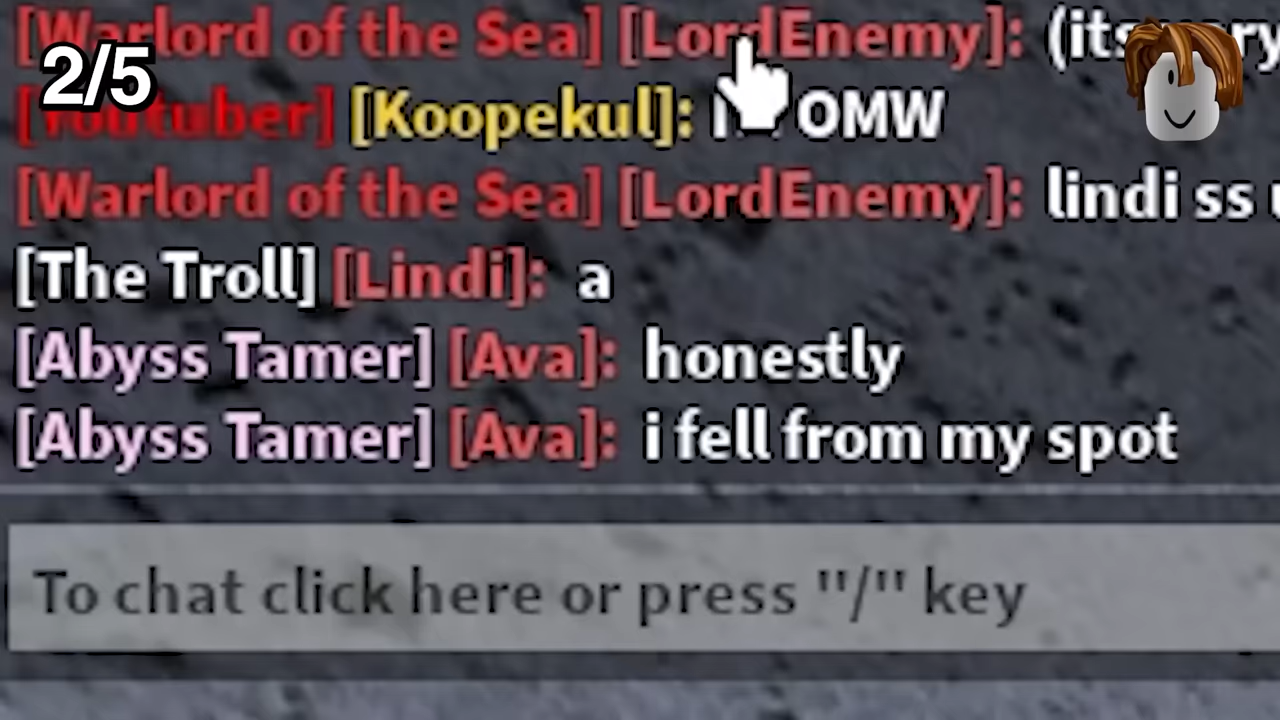 [Warlord of the Sea] [LordEnemy]: (its
2/5
[Youtuber] [Koopekul]: OMW
[Warlord of the Sea] [LordEnemy]: lindi ss
[The Troll] [Lindi]: a
[Abyss Tamer] [Ava]: honestly
[Abyss Tamer] [Ava]: i fell from my spot
To chat click here or press "/" key